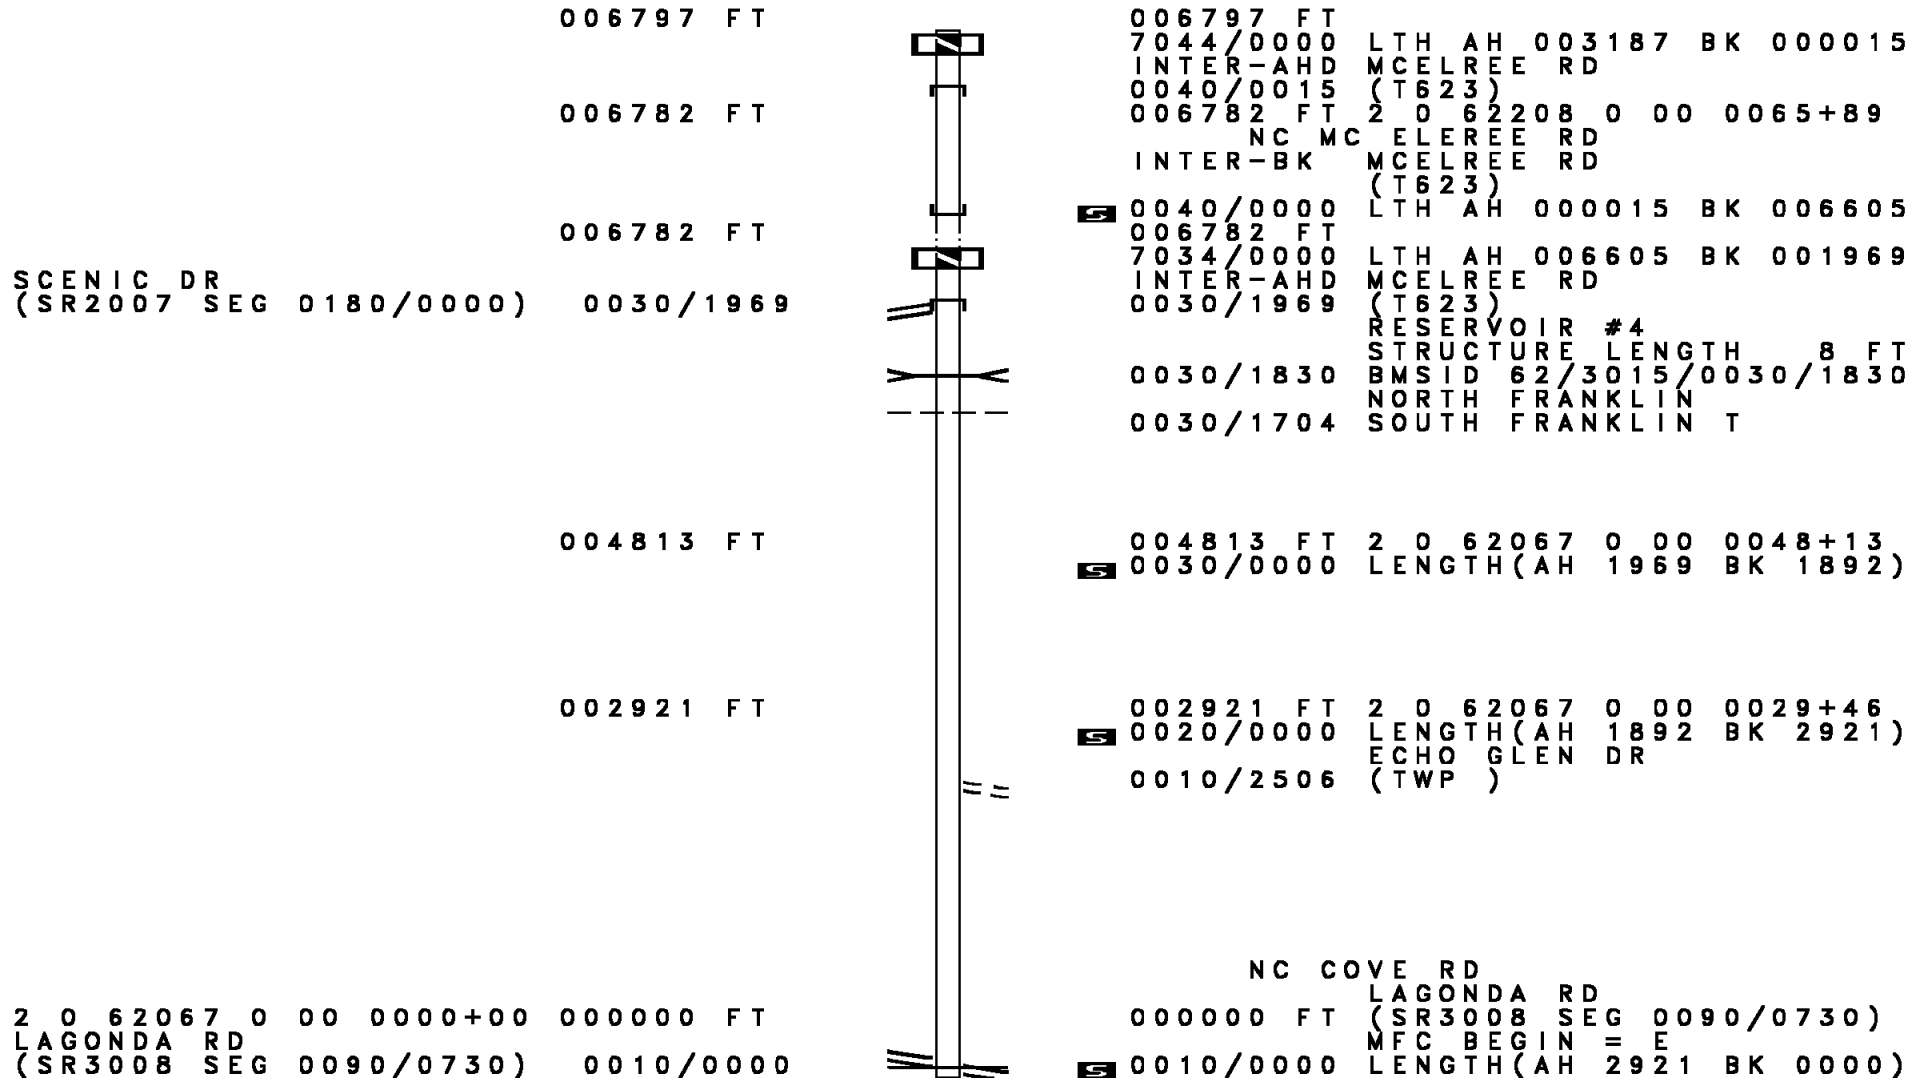 006797 FT 006797 FT
7044/0000 LTH AH 003187 BK 000015
INTER-AHD MCELREE RD
0040/0015 (T623)
006782 FT 006782 FT 2 0 62208 0 00 0065+89
NC MC ELEREE RD
INTER-BK MCELREE RD
(T623)
S 0040/0000 LTH AH 000015 BK 006605
006782 FT 006782 FT
7034/0000 LTH AH 006605 BK 001969
SCENIC DR INTER-AHD MCELREE RD
(SR2007 SEG 0180/0000) 0030/1969 0030/1969 (T623)
RESERVOIR #4
STRUCTURE LENGTH 8 FT
0030/1830 BMSID 62/3015/0030/1830
NORTH FRANKLIN
0030/1704 SOUTH FRANKLIN T
004813 FT 004813 FT 2 0 62067 0 00 0048+13
S 0030/0000 LENGTH(AH 1969 BK 1892)
002921 FT 002921 FT 2 0 62067 0 00 0029+46
S 0020/0000 LENGTH(AH 1892 BK 2921)
ECHO GLEN DR
0010/2506 (TWP )
NC COVE RD
LAGONDA RD
2 0 62067 0 00 0000+00 000000 FT 000000 FT (SR3008 SEG 0090/0730)
LAGONDA RD MFC BEGIN = E
(SR3008 SEG 0090/0730) 0010/0000 S 0010/0000 LENGTH(AH 2921 BK 0000)